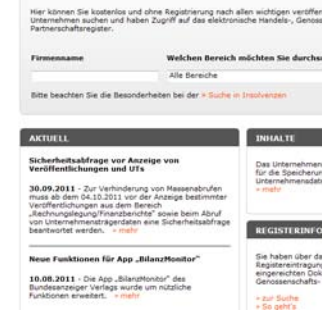 Hier können Sie kostenlos und ohne Registrierung nach allen wichtigen veröffen
Unternehmen suchen und haben Zugriff auf das elektronische Handels-, Genoss
Partnerschaftsregister.
Firmenname
Welchen Bereich möchten Sie durchs
Alle Bereiche
Bitte beachten Sie die Besonderheiten bei der » Suche in Insolvenzen
AKTUELL
Sicherheitsabfrage vor Anzeige von
Veröffentlichungen und UTs
30.09.2011 - Zur Verhinderung von Massenabrufen
muss ab dem 04.10.2011 vor der Anzeige bestimmter
Veröffentlichungen aus dem Bereich
„Rechnungslegung/Finanzberichte" sowie beim Abruf
von Unternehmensträgerdaten eine Sicherheitsabfrage
beantwortet werden. » mehr
Neue Funktionen für App „BilanzMonitor"
10.08.2011 - Die App „BilanzMonitor" des
Bundesanzeiger Verlags wurde um nützliche
Funktionen erweitert. » mehr
INHALTE
Das Unternehmen
für die Speicherun
Unternehmensdate
» mehr
REGISTERINFO
Sie haben über da
Registereintragung
eingereichten Dok
Genossenschafts-
» zur Suche
» So geht's